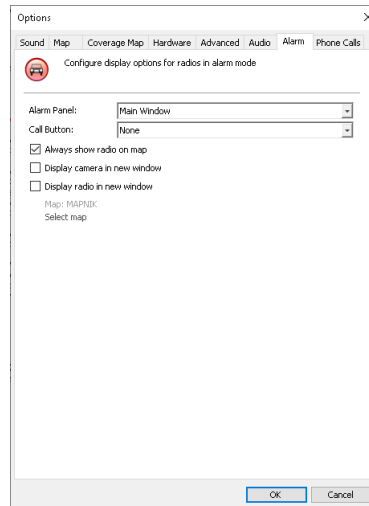 Options
Sound Map Coverage Map Hardware Advanced Audio Alarm Phone Calls
Configure display options for radios in alarm mode
Alarm Panel: Main Window
Call Button: None
Always show radio on map
Display camera in new window
Display radio in new window
Map: MAPNIK
Select map
OK Cancel